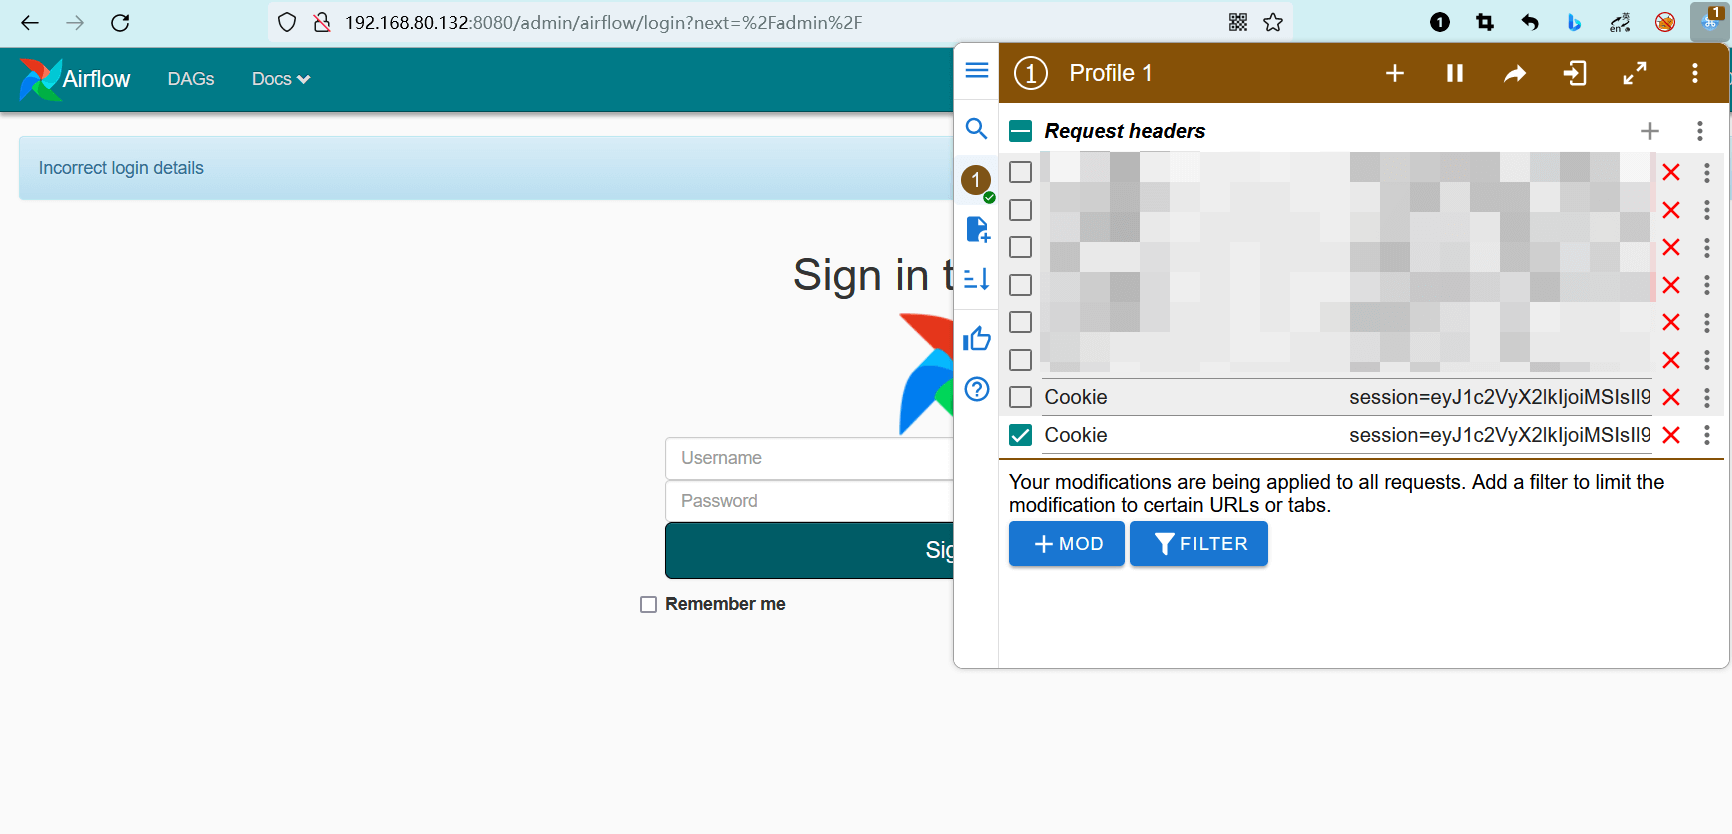 192.168.80.132:8080/admin/airflow/login?next=%2Fadmin%2F
1
en
英
1
Airflow
DAGs
Docs
Incorrect login details
Sign in t
Username
Password
Sig
Remember me
1
Profile 1
Request headers
1
Cookie
session=eyJ1c2VyX2lkIjoiMSIsIl9
Cookie
session=eyJ1c2VyX2lkIjoiMSIsIl9
Your modifications are being applied to all requests. Add a filter to limit the
modification to certain URLs or tabs.
MOD
FILTER